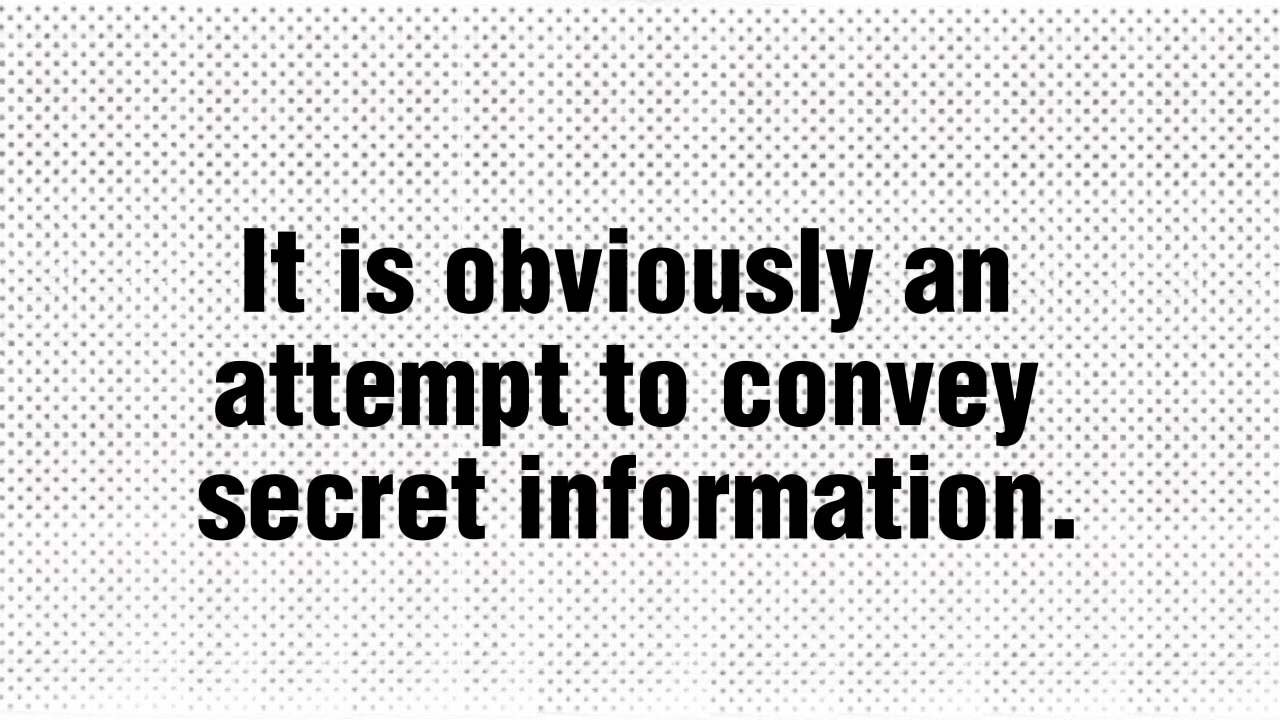 It is obviously an
attempt to convey
secret information.